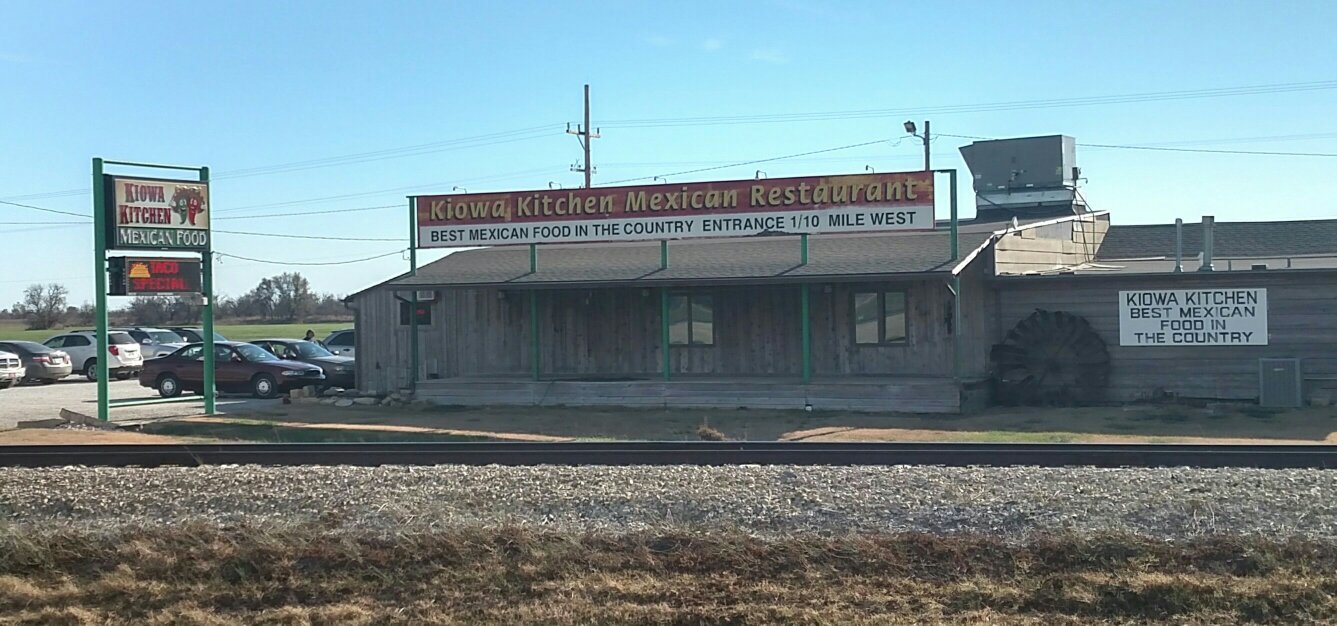 KIOWA
KITCHEN
MEXICAN FOOD
TACO
SPECIAL
Kiowa Kitchen Mexican Restaurant
BEST MEXICAN FOOD IN THE COUNTRY ENTRANCE 1/10 MILE WEST
KIOWA KITCHEN
BEST MEXICAN
FOOD IN
THE COUNTRY